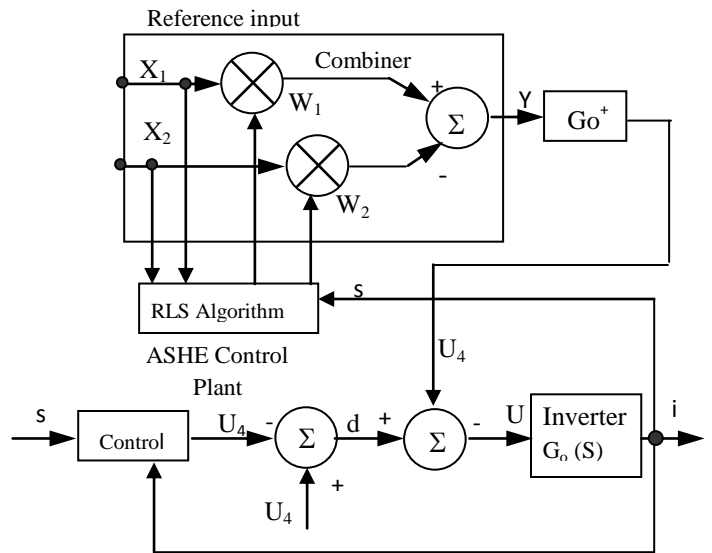 Reference input
X₁
Combiner
+
W₁
Σ
Y
Go⁺
X₂
-
W₂
RLS Algorithm
s
ASHE Control
Plant
U₄
s
Control
U₄
-
Σ
d
+
Σ
-
U
Inverter
Gₒ (S)
i
+
U₄